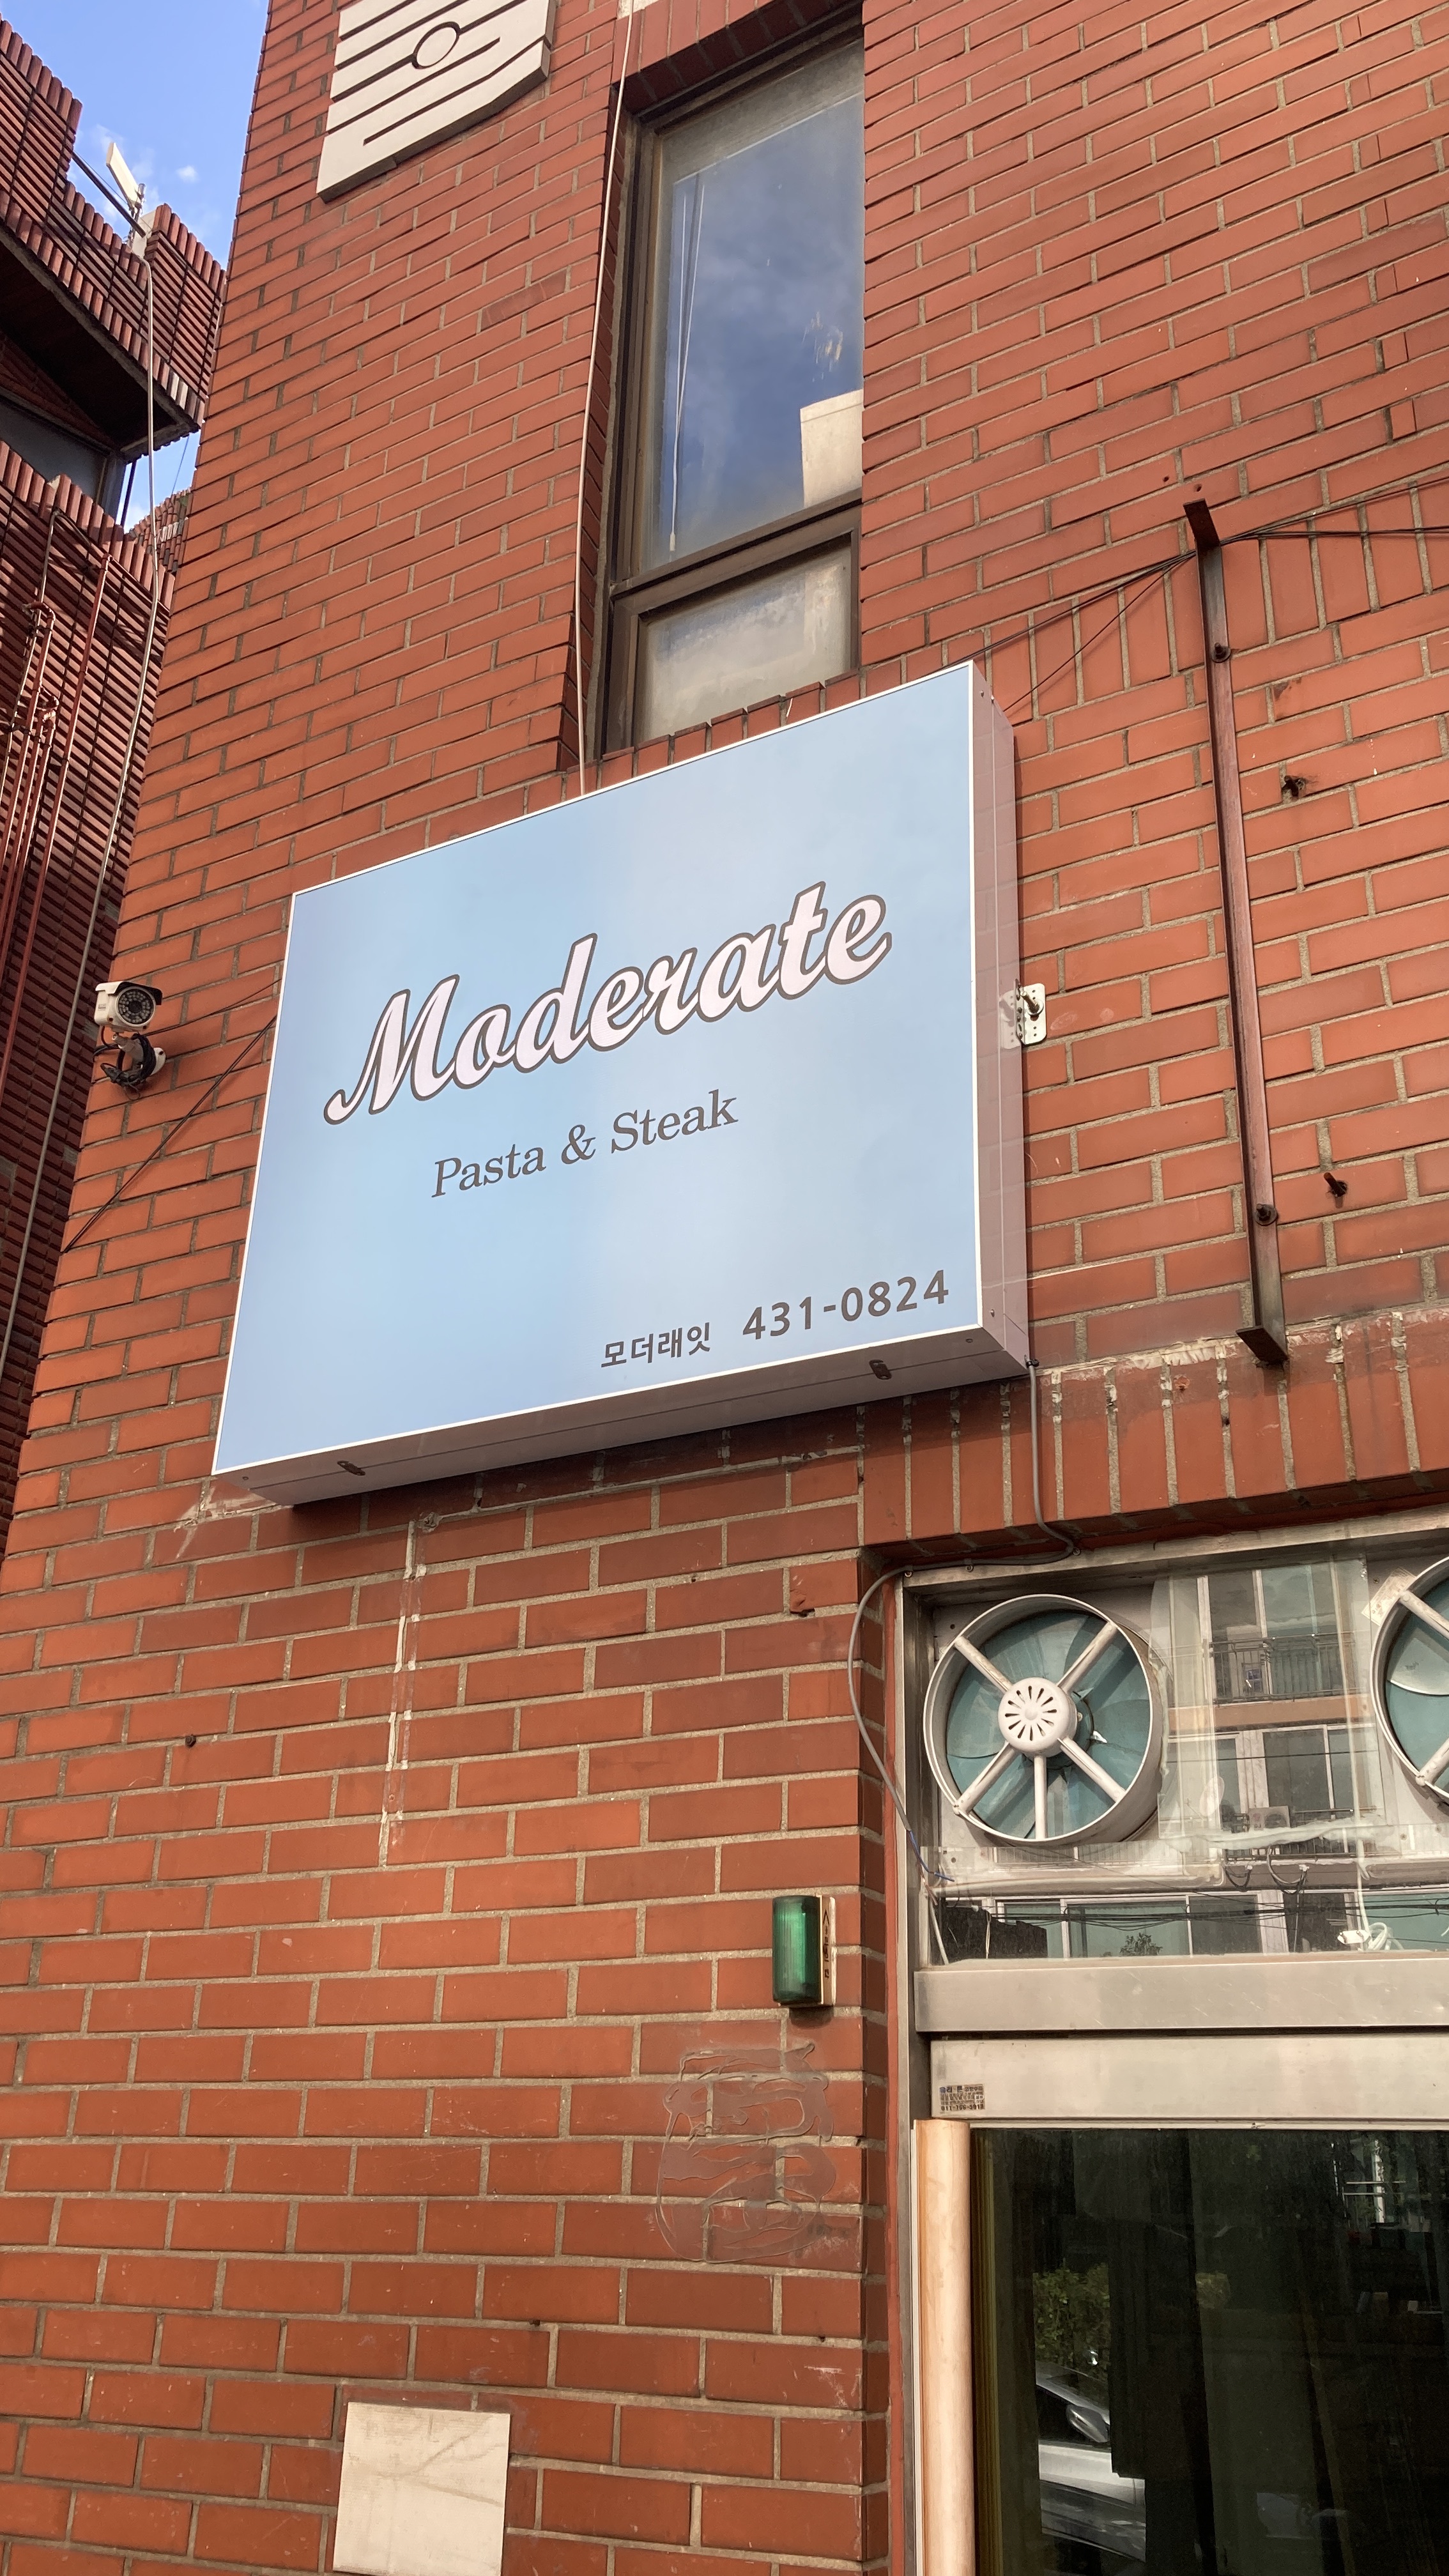 Moderate
Pasta & Steak
모더래잇 431-0824